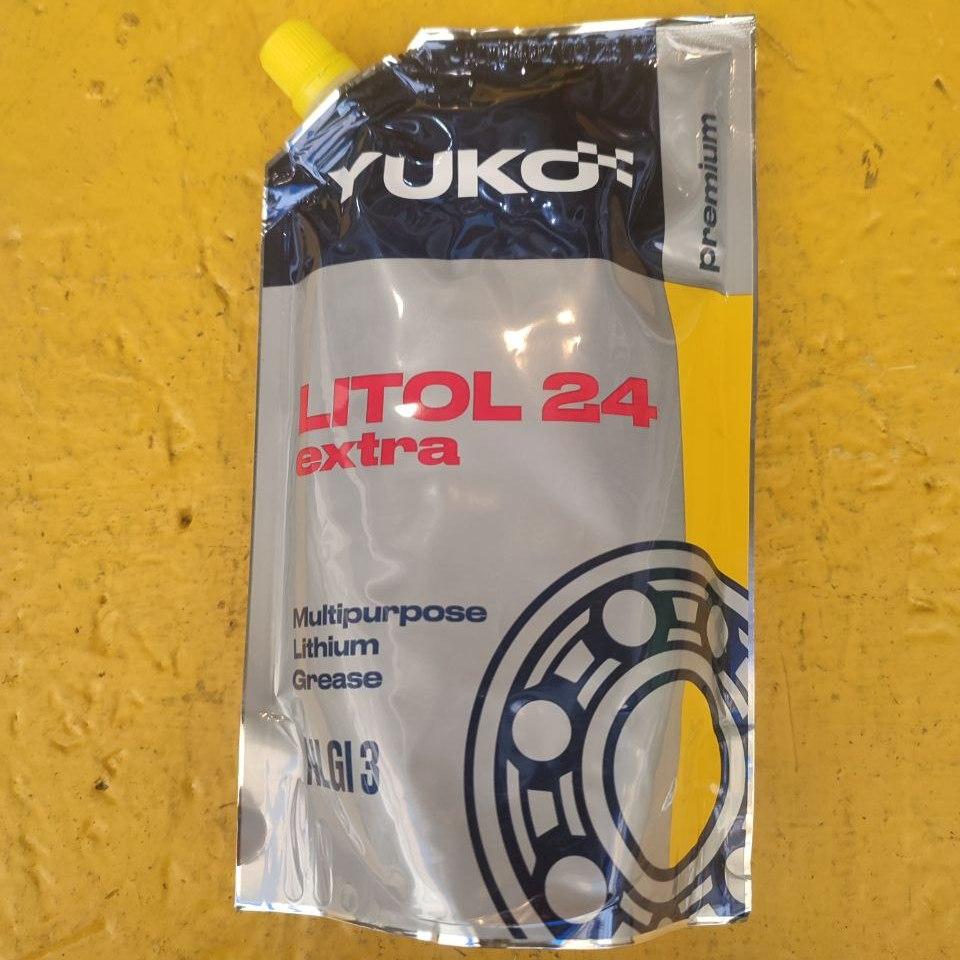 YUKO
premium
LITOL 24
extra
Multipurpose
Lithium
Grease
NLGI 3